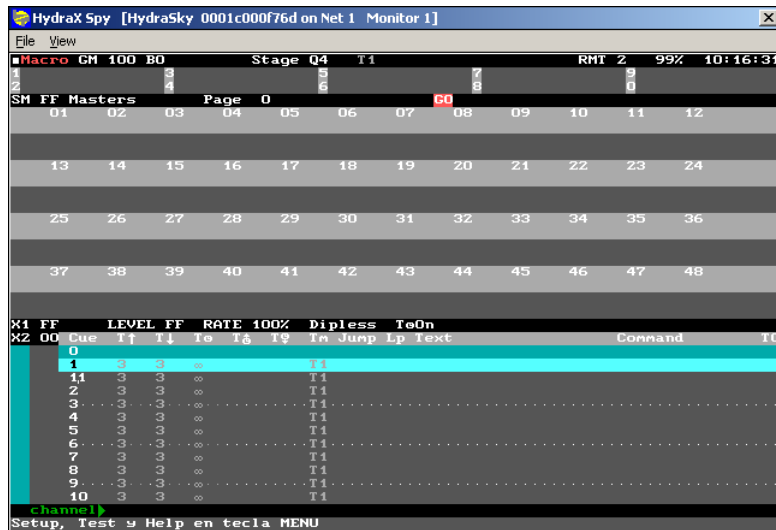 HydraX Spy [HydraSky 0001c000f76d on Net 1 Monitor 1]
File View
Macro GM 100 BO Stage Q4 T1 RMT 2 99% 10:16:31
1 3 5 7 9
2 4 6 8 0
SM FF Masters Page 0 GO
01 02 03 04 05 06 07 08 09 10 11 12
13 14 15 16 17 18 19 20 21 22 23 24
25 26 27 28 29 30 31 32 33 34 35 36
37 38 39 40 41 42 43 44 45 46 47 48
X1 FF LEVEL FF RATE 100% Dipless ToOn
X2 00 Cue T↑ T↓ To Tm Jump Lp Text Command TC
0
1 3 3 ∞ T1
1,1 3 3 ∞ T1
2 3 3 ∞ T1
3 3 3 ∞ T1
4 3 3 ∞ T1
5 3 3 ∞ T1
6 3 3 ∞ T1
7 3 3 ∞ T1
8 3 3 ∞ T1
9 3 3 ∞ T1
10 3 3 ∞ T1
channel
Setup, Test y Help en tecla MENU